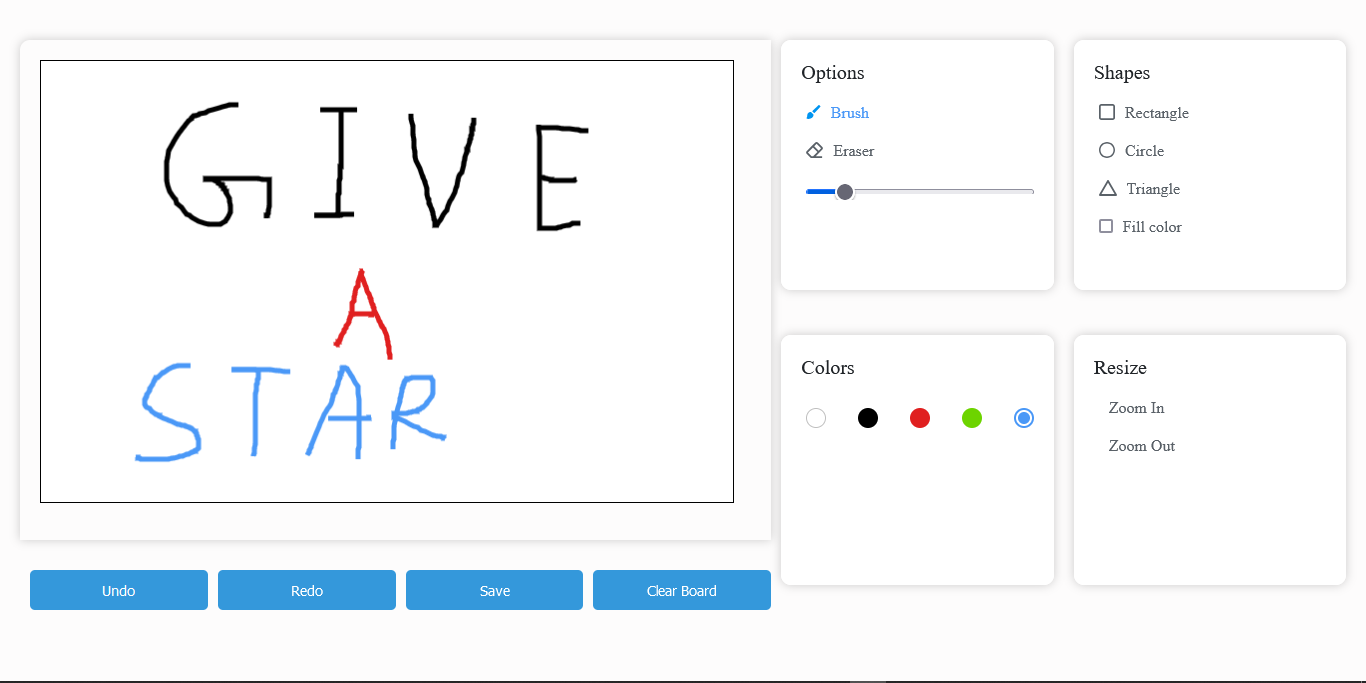 GIVE
A
STAR
Options
Brush
Eraser
Shapes
Rectangle
Circle
Triangle
Fill color
Colors
Resize
Zoom In
Zoom Out
Undo
Redo
Save
Clear Board